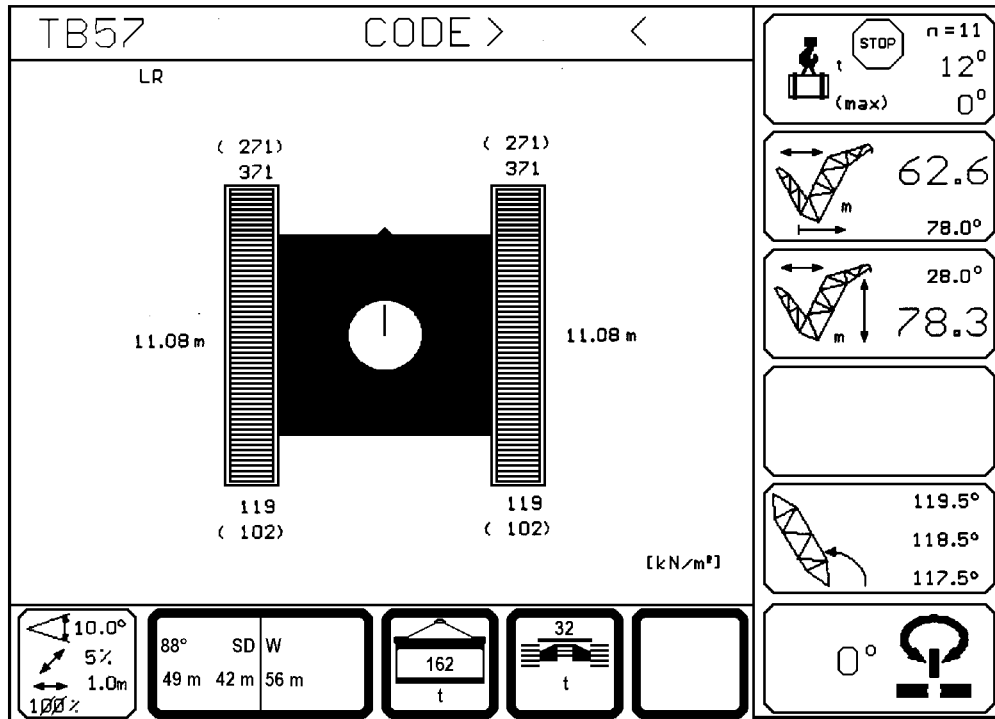 TB57 CODE > <
LR
( 271) ( 271)
371 371
11.08 m 11.08 m
119 119
( 102) ( 102)
[kN/m²]
STOP n=11
t 12°
(max) 0°
62.6
m
78.0°
28.0°
78.3
m
119.5°
118.5°
117.5°
0°
10.0°
5%
1.0m
100%
88° SD W
49 m 42 m 56 m
162
t
32
t